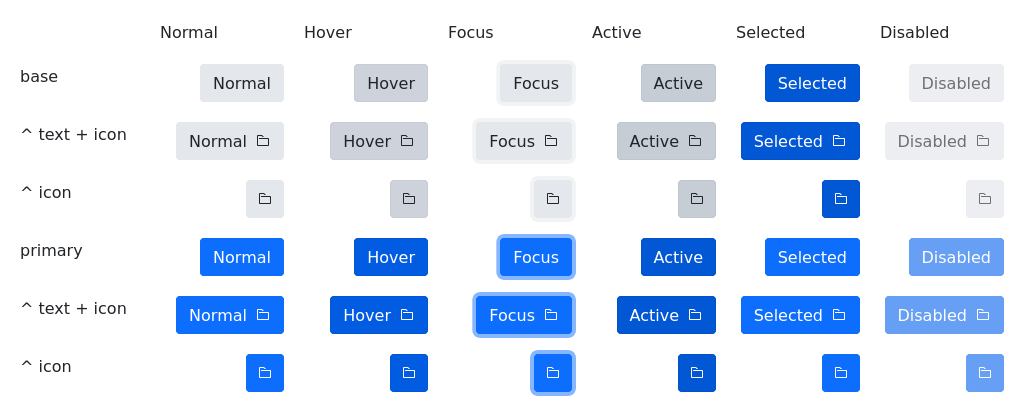 Normal Hover Focus Active Selected Disabled
base Normal Hover Focus Active Selected Disabled
^ text + icon Normal Hover Focus Active Selected Disabled
^ icon
primary Normal Hover Focus Active Selected Disabled
^ text + icon Normal Hover Focus Active Selected Disabled
^ icon